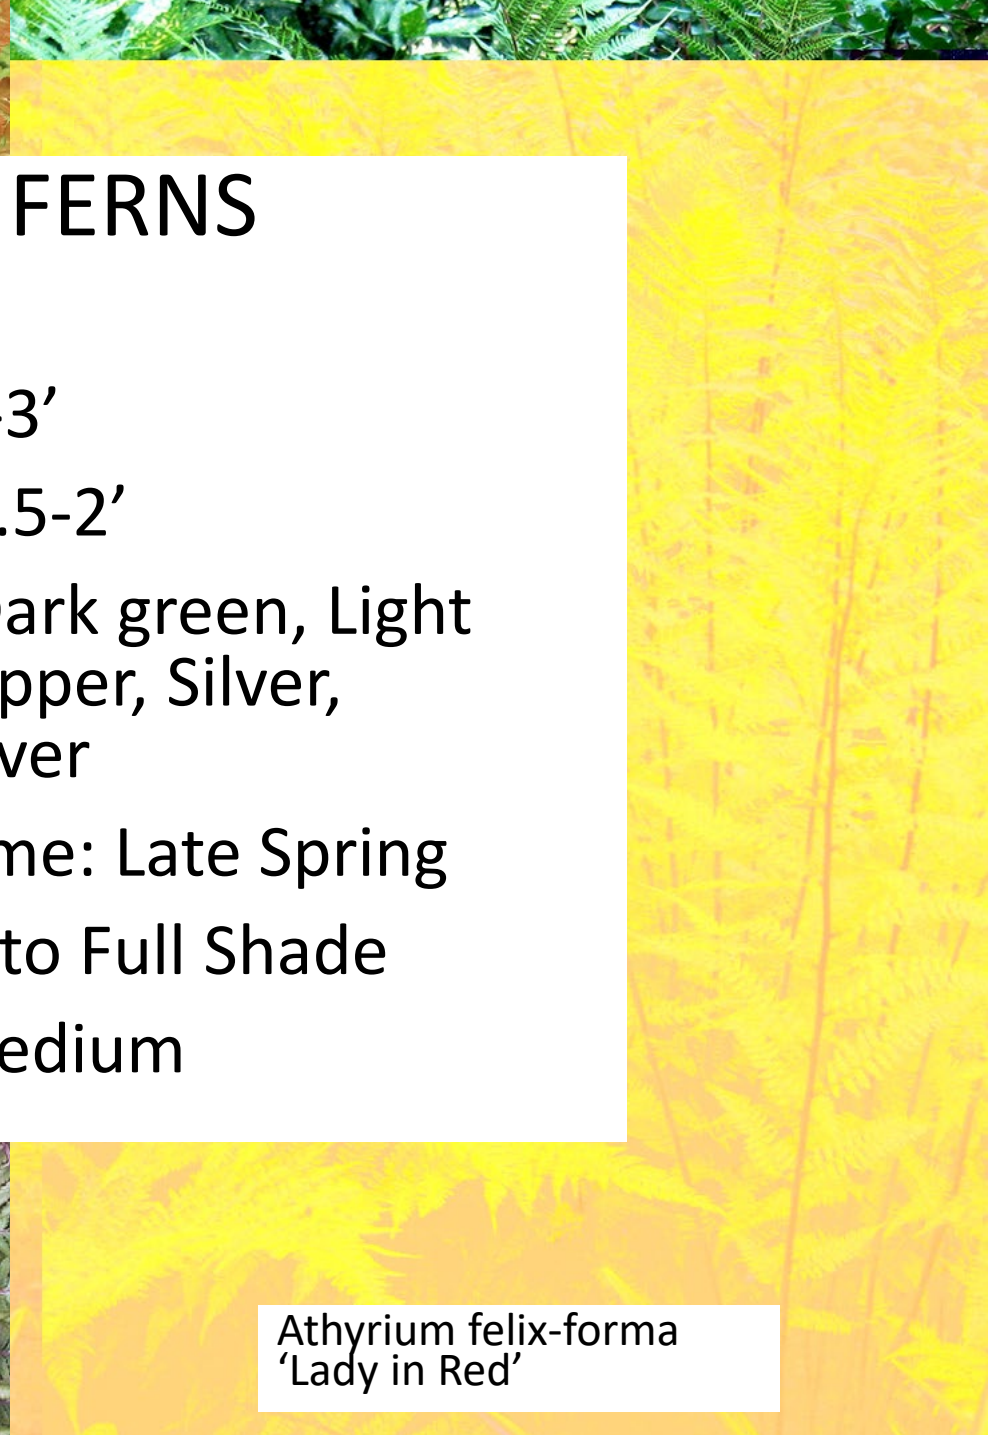 FERNS
-3’
.5-2’
ark green, Light
pper, Silver,
ver
me: Late Spring
to Full Shade
edium
Athyrium felix-forma
‘Lady in Red’